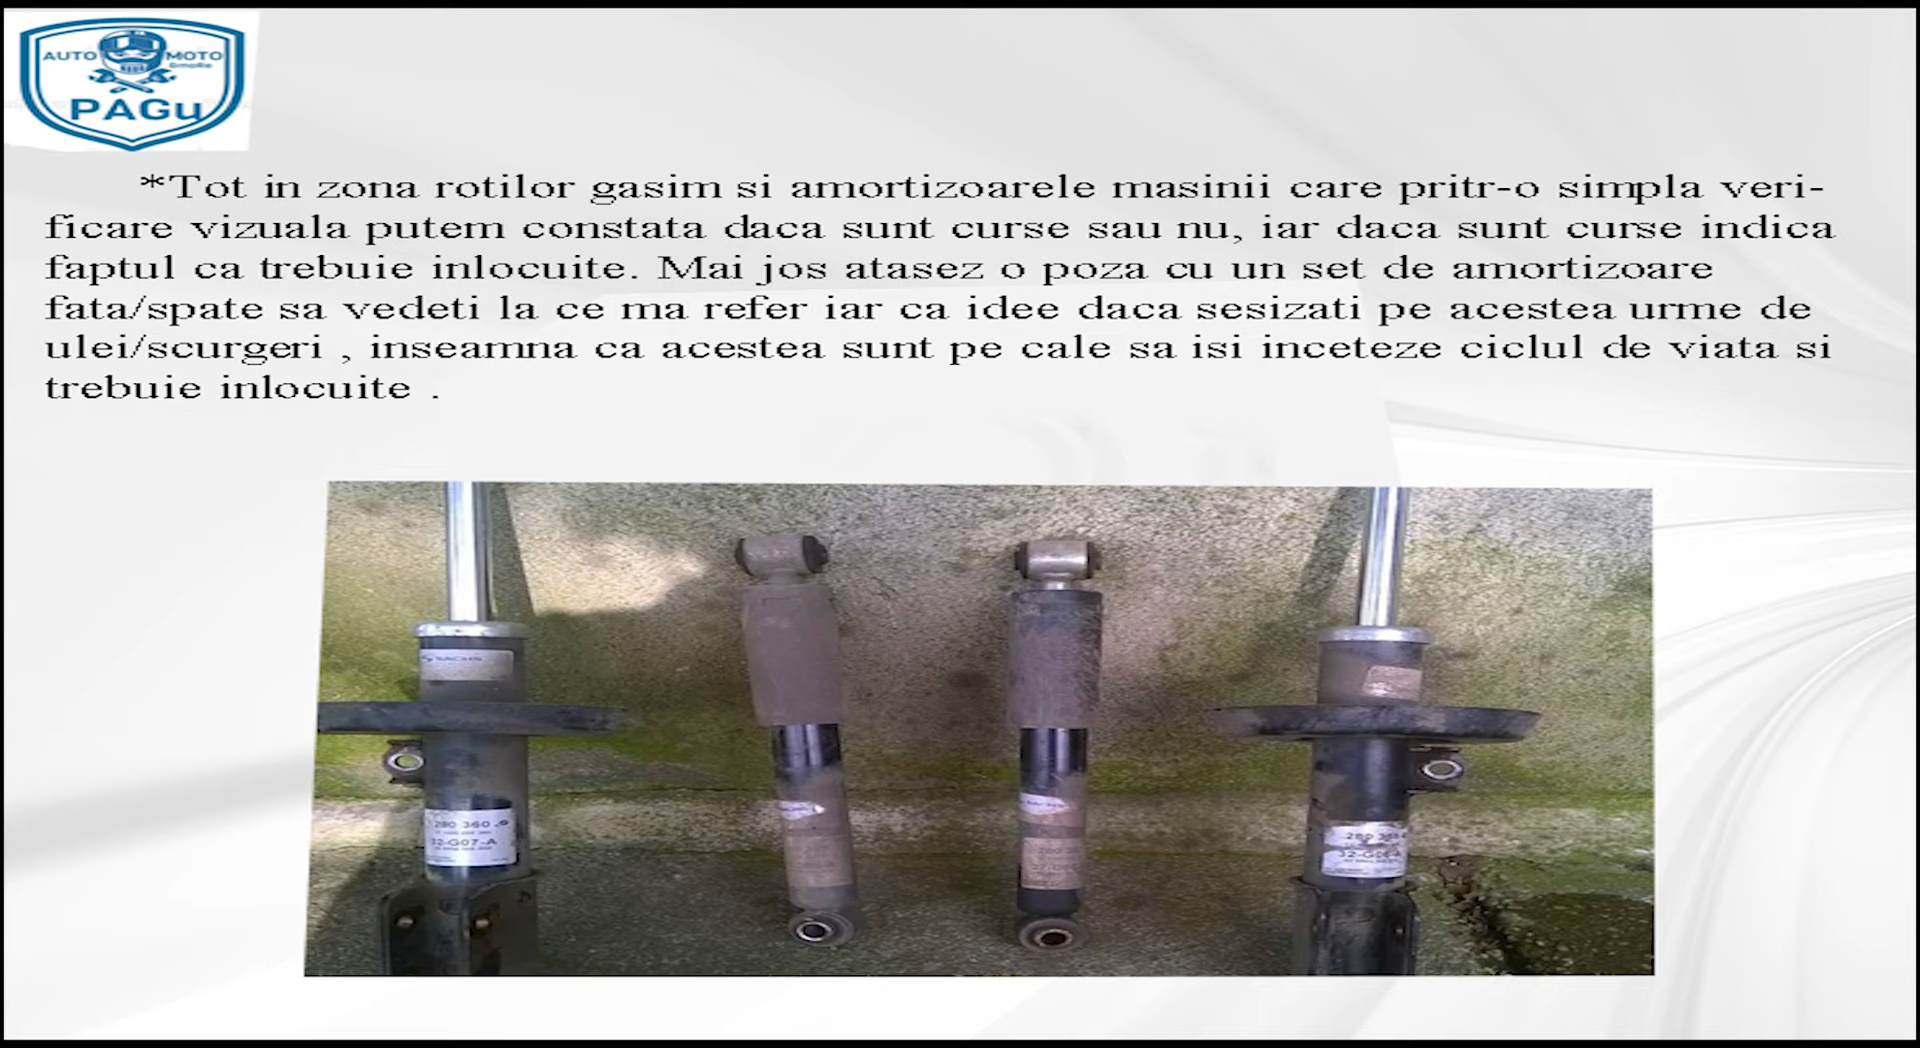 AUTO MOTO
GmoRe
PAGu
*Tot in zona rotilor gasim si amortizoarele masinii care pritr-o simpla veri-
ficare vizuala putem constata daca sunt curse sau nu, iar daca sunt curse indica
faptul ca trebuie inlocuite. Mai jos atasez o poza cu un set de amortizoare
fata/spate sa vedeti la ce ma refer iar ca idee daca sesizati pe acestea urme de
ulei/scurgeri , inseamna ca acestea sunt pe cale sa isi inceteze ciclul de viata si
trebuie inlocuite .
SACHS
280 360
32-G07-A